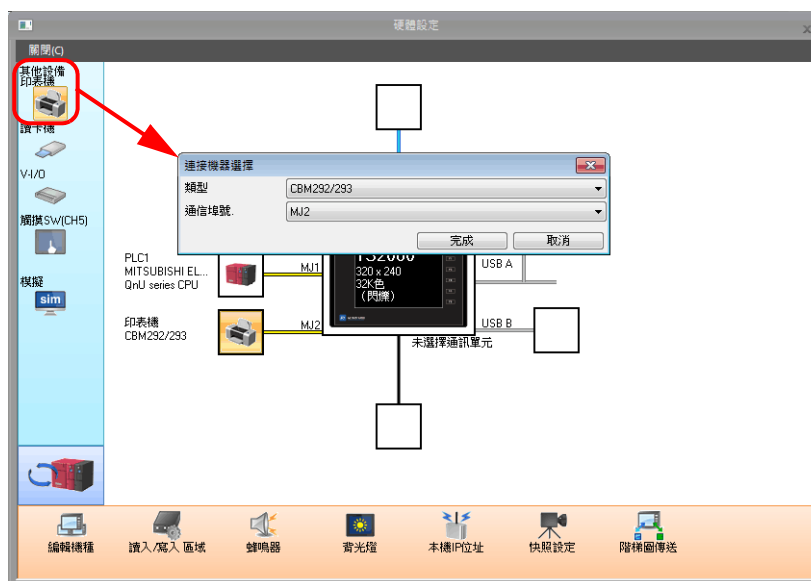 硬體設定
關閉(C)
其他設備
印表機
讀卡機
V-I/O
觸摸SW(CH5)
模擬
sim
連接機器選擇
類型
CBM292/293
通信埠號.
MJ2
完成
取消
PLC1
MITSUBISHI EL...
QnU series CPU
MJ1
TS2060
320 x 240
32K色
(閃爍)
USB A
印表機
CBM292/293
MJ2
USB B
未選擇通訊單元
編輯機種
讀入/寫入 區域
蜂鳴器
背光燈
本機IP位址
快照設定
階梯圖傳送